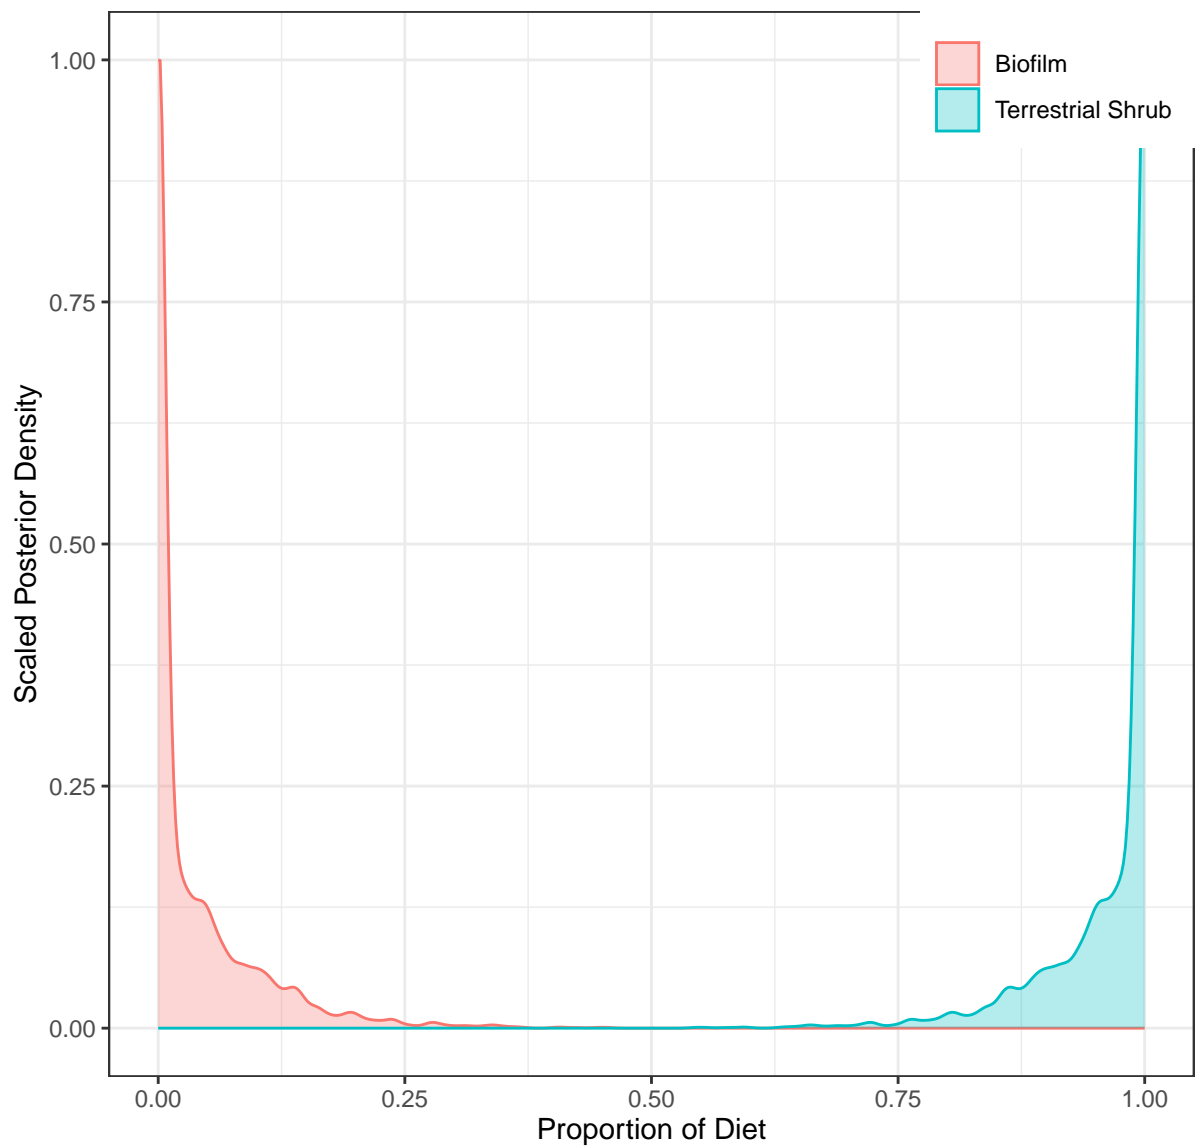 Biofilm
Terrestrial Shrub
Scaled Posterior Density
1.00
0.75
0.50
0.25
0.00
0.00 0.25 0.50 0.75 1.00
Proportion of Diet